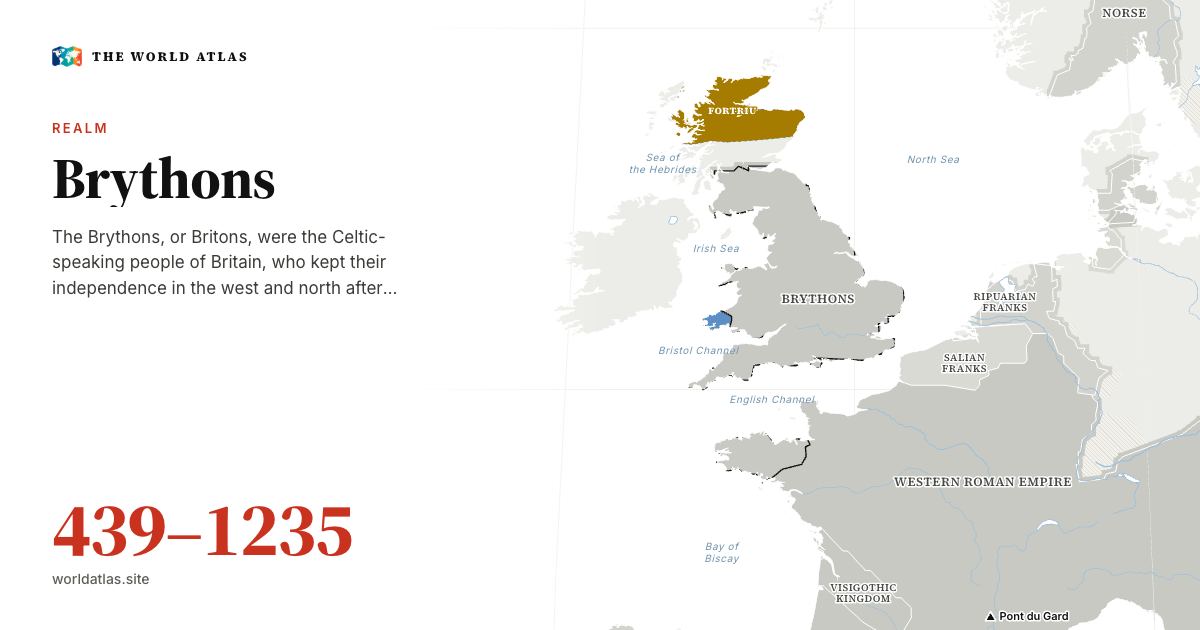 THE WORLD ATLAS
REALM
Brythons
The Brythons, or Britons, were the Celtic-
speaking people of Britain, who kept their
independence in the west and north after...
439–1235
worldatlas.site
NORSE
FORTRIU
Sea of
the Hebrides
North Sea
Irish Sea
BRYTHONS
RIPUARIAN
FRANKS
Bristol Channel
SALIAN
FRANKS
English Channel
WESTERN ROMAN EMPIRE
Bay of
Biscay
VISIGOTHIC
KINGDOM
Pont du Gard